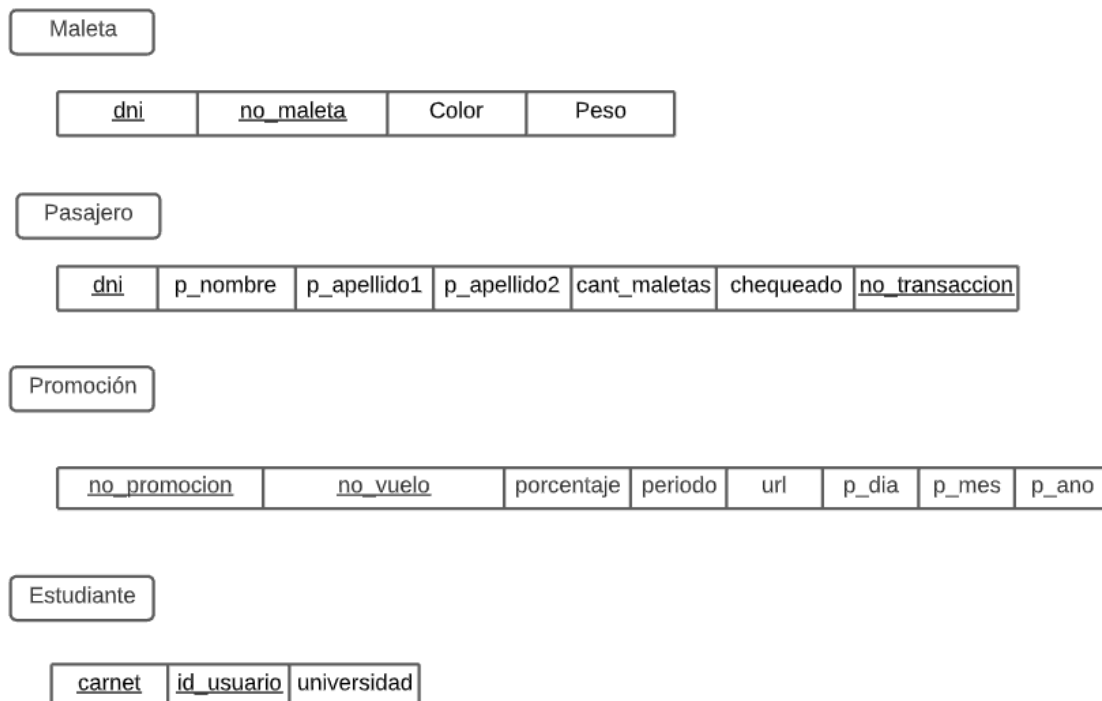 Maleta
dni no_maleta Color Peso
Pasajero
dni p_nombre p_apellido1 p_apellido2 cant_maletas chequeado no_transaccion
Promoción
no_promocion no_vuelo porcentaje periodo url p_dia p_mes p_ano
Estudiante
carnet id_usuario universidad